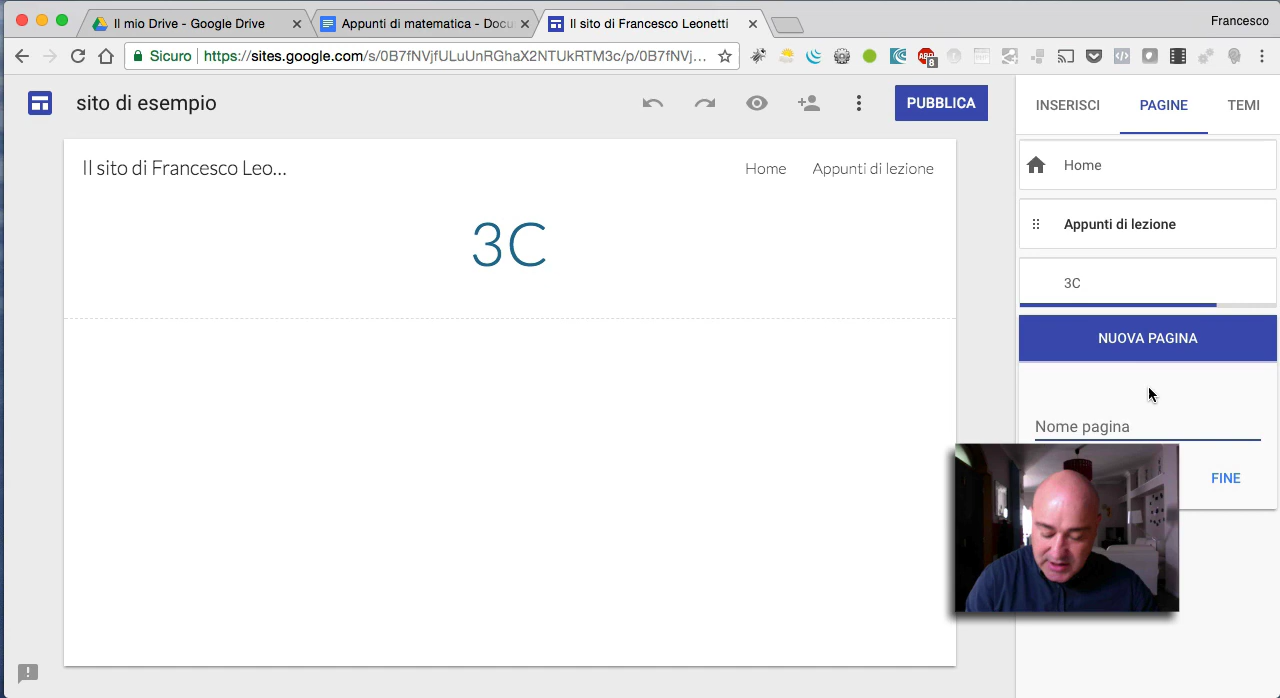 Il mio Drive - Google Drive
Appunti di matematica - Docu
Il sito di Francesco Leonetti
Francesco
Sicuro
https://sites.google.com/s/0B7fNVjfULuUnRGhaX2NTUkRTM3c/p/0B7fNVj...
ABP
8
sito di esempio
PUBBLICA
INSERISCI
PAGINE
TEMI
Il sito di Francesco Leo...
Home
Appunti di lezione
3C
Home
Appunti di lezione
3C
NUOVA PAGINA
Nome pagina
FINE